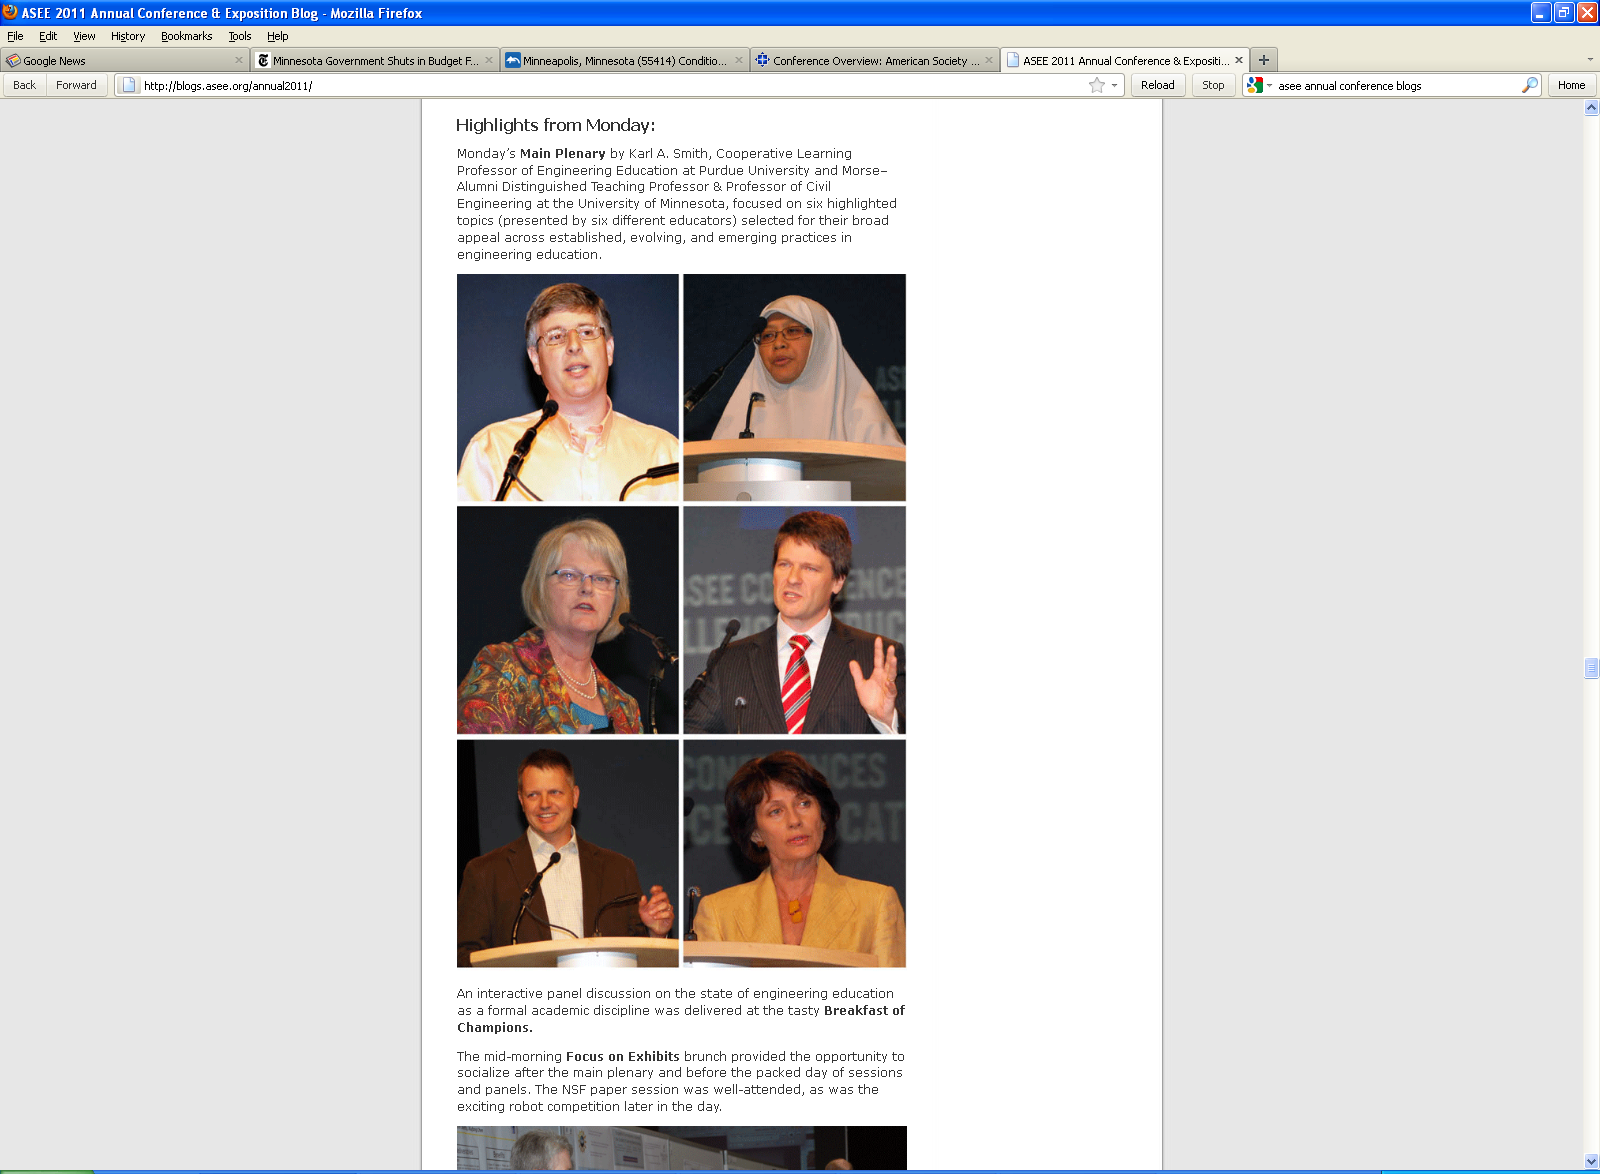 ASEE 2011 Annual Conference & Exposition Blog - Mozilla Firefox
File Edit View History Bookmarks Tools Help
Google News
Minnesota Government Shuts in Budget F...
Minneapolis, Minnesota (55414) Conditio...
Conference Overview: American Society ...
ASEE 2011 Annual Conference & Expositi...
Back Forward http://blogs.asee.org/annual2011/ Reload Stop asee annual conference blogs Home
Highlights from Monday:
Monday’s Main Plenary by Karl A. Smith, Cooperative Learning
Professor of Engineering Education at Purdue University and Morse–
Alumni Distinguished Teaching Professor & Professor of Civil
Engineering at the University of Minnesota, focused on six highlighted
topics (presented by six different educators) selected for their broad
appeal across established, evolving, and emerging practices in
engineering education.
ASEE CO
ENCE
CONFERENCES
An interactive panel discussion on the state of engineering education
as a formal academic discipline was delivered at the tasty Breakfast of
Champions.
The mid-morning Focus on Exhibits brunch provided the opportunity to
socialize after the main plenary and before the packed day of sessions
and panels. The NSF paper session was well-attended, as was the
exciting robot competition later in the day.